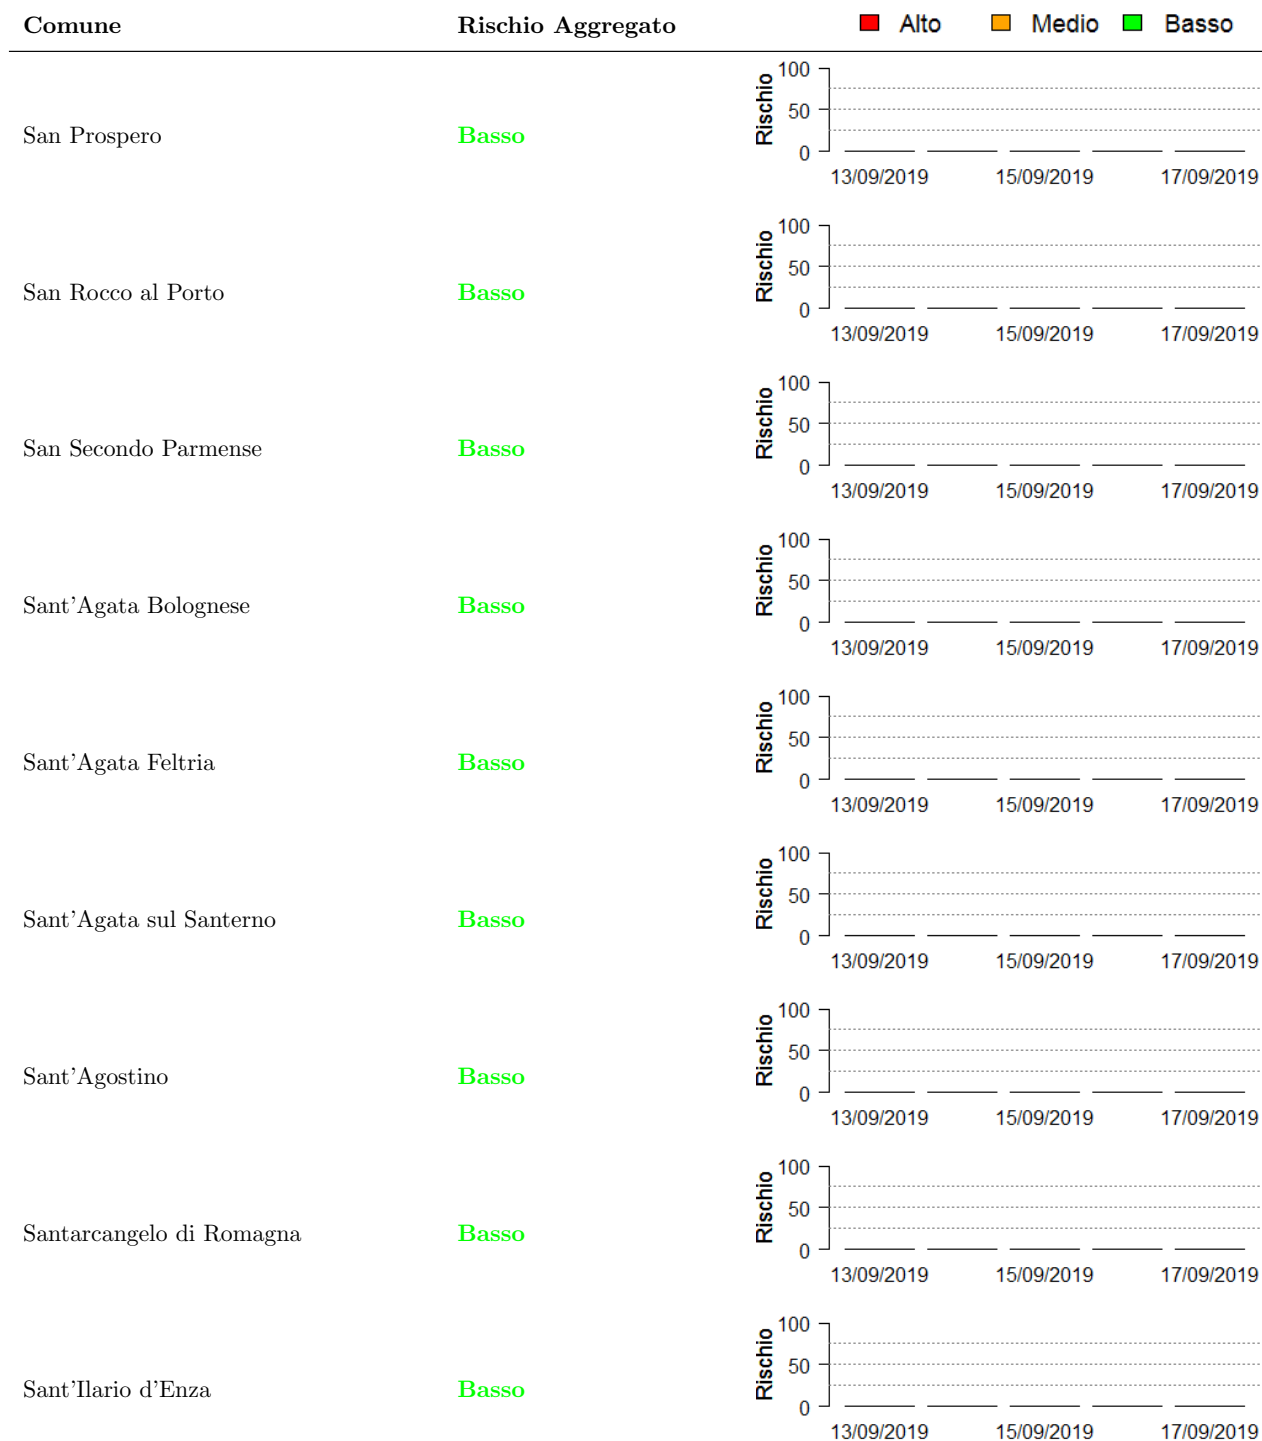 Comune Rischio Aggregato Alto Medio Basso
San Prospero Basso
Rischio
100
50
0
13/09/2019 15/09/2019 17/09/2019
San Rocco al Porto Basso
Rischio
100
50
0
13/09/2019 15/09/2019 17/09/2019
San Secondo Parmense Basso
Rischio
100
50
0
13/09/2019 15/09/2019 17/09/2019
Sant'Agata Bolognese Basso
Rischio
100
50
0
13/09/2019 15/09/2019 17/09/2019
Sant'Agata Feltria Basso
Rischio
100
50
0
13/09/2019 15/09/2019 17/09/2019
Sant'Agata sul Santerno Basso
Rischio
100
50
0
13/09/2019 15/09/2019 17/09/2019
Sant'Agostino Basso
Rischio
100
50
0
13/09/2019 15/09/2019 17/09/2019
Santarcangelo di Romagna Basso
Rischio
100
50
0
13/09/2019 15/09/2019 17/09/2019
Sant'Ilario d'Enza Basso
Rischio
100
50
0
13/09/2019 15/09/2019 17/09/2019